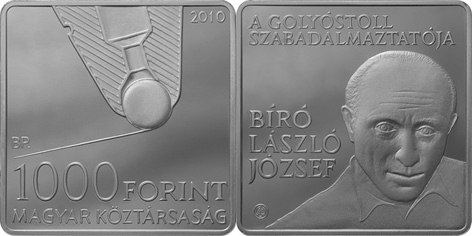 2010
BP.
1000 FORINT
MAGYAR KÖZTÁRSASÁG
A GOLYÓSTOLL
SZABADALMAZTATÓJA
BÍRÓ
LÁSZLÓ
JÓZSEF